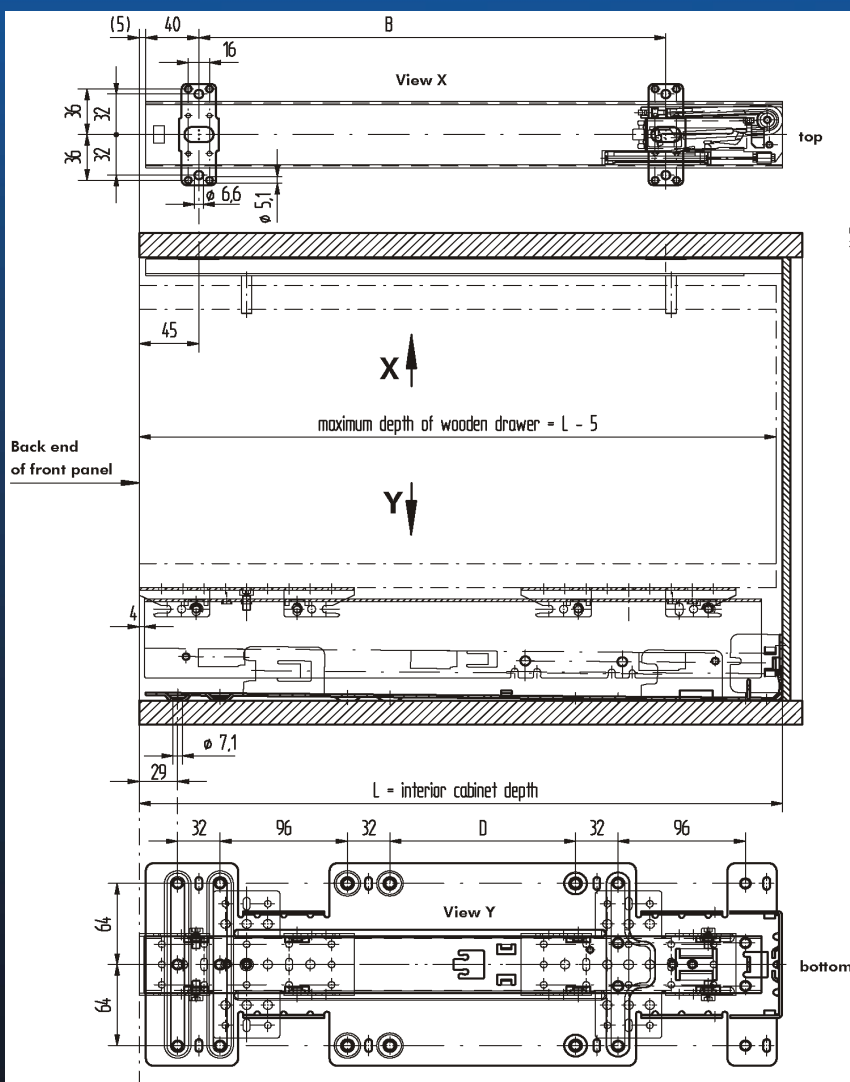 (5) 40 B
16
View X
36 32
36 32
top
ø 6,6
ø 5,1
45
X
maximum depth of wooden drawer = L - 5
Back end
of front panel
Y
4
ø 7,1
29
L = interior cabinet depth
32 96 32 D 32 96
View Y
64
bottom
64